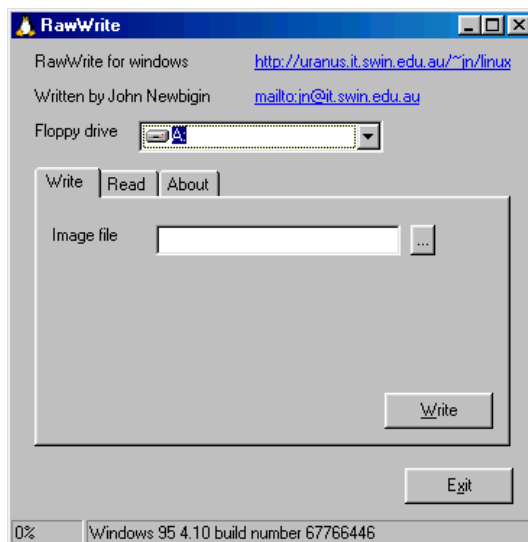 RawWrite
RawWrite for windows http://uranus.it.swin.edu.au/~jn/linux
Written by John Newbigin mailto:jn@it.swin.edu.au
Floppy drive A:
Write Read About
Image file ...
Write
Exit
0% Windows 95 4.10 build number 67766446